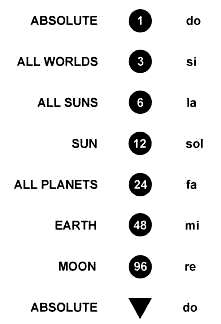 ABSOLUTE 1 do
ALL WORLDS 3 si
ALL SUNS 6 la
SUN 12 sol
ALL PLANETS 24 fa
EARTH 48 mi
MOON 96 re
ABSOLUTE do